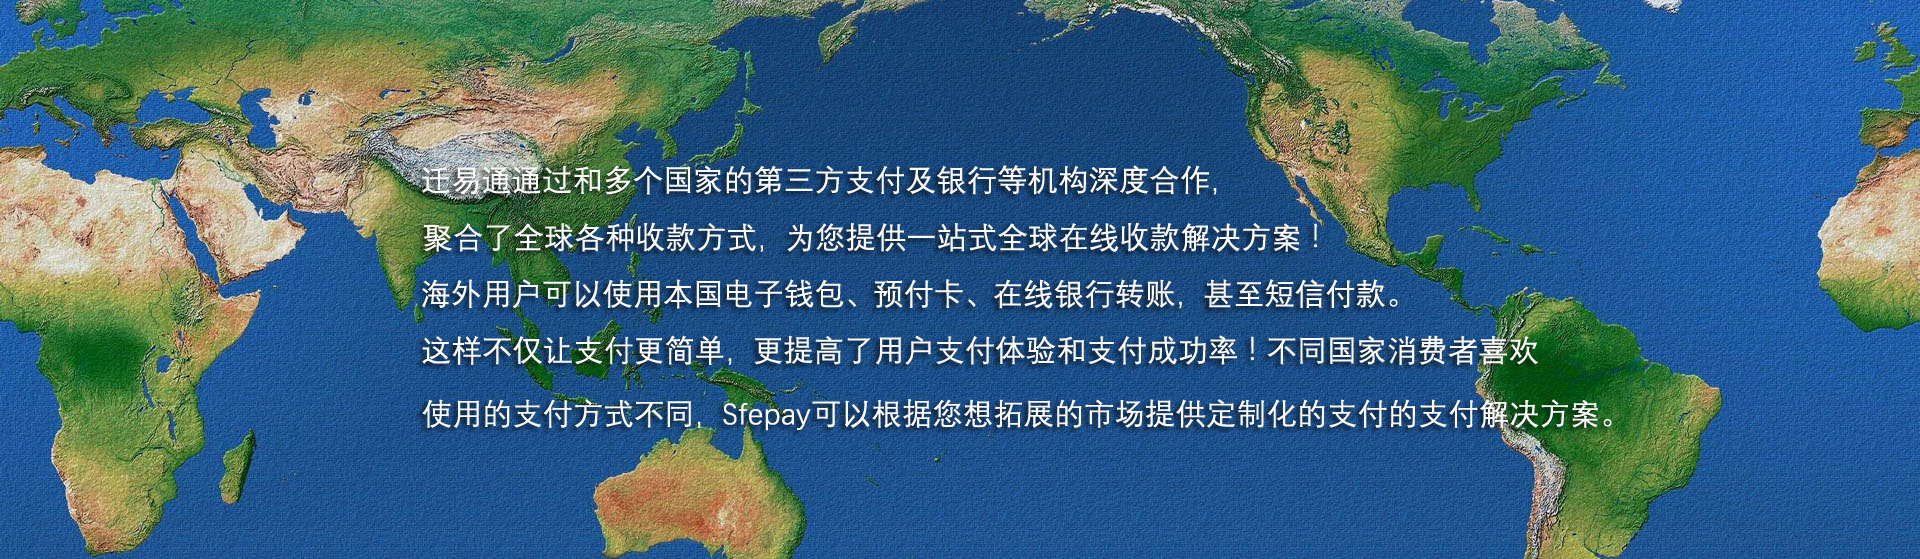 迁易通通过和多个国家的第三方支付及银行等机构深度合作,
聚合了全球各种收款方式，为您提供一站式全球在线收款解决方案！
海外用户可以使用本国电子钱包、预付卡、在线银行转账，甚至短信付款。
这样不仅让支付更简单，更提高了用户支付体验和支付成功率！不同国家消费者喜欢
使用的支付方式不同，Sfepay可以根据您想拓展的市场提供定制化的支付的支付解决方案。